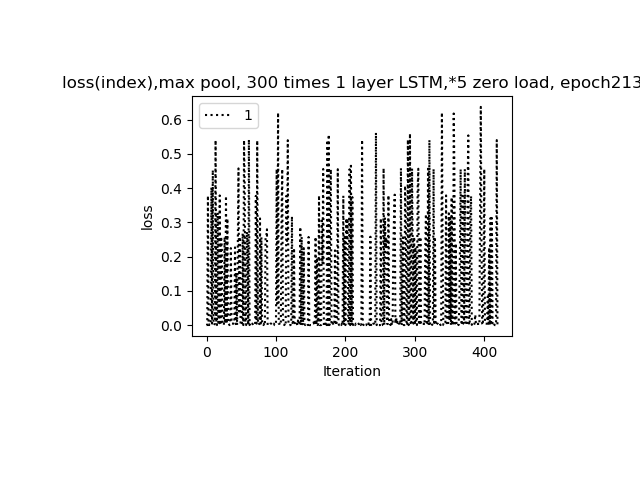 loss(index),max pool, 300 times 1 layer LSTM,*5 zero load, epoch213
1
0.6
0.5
0.4
0.3
0.2
0.1
0.0
loss
0 100 200 300 400
Iteration